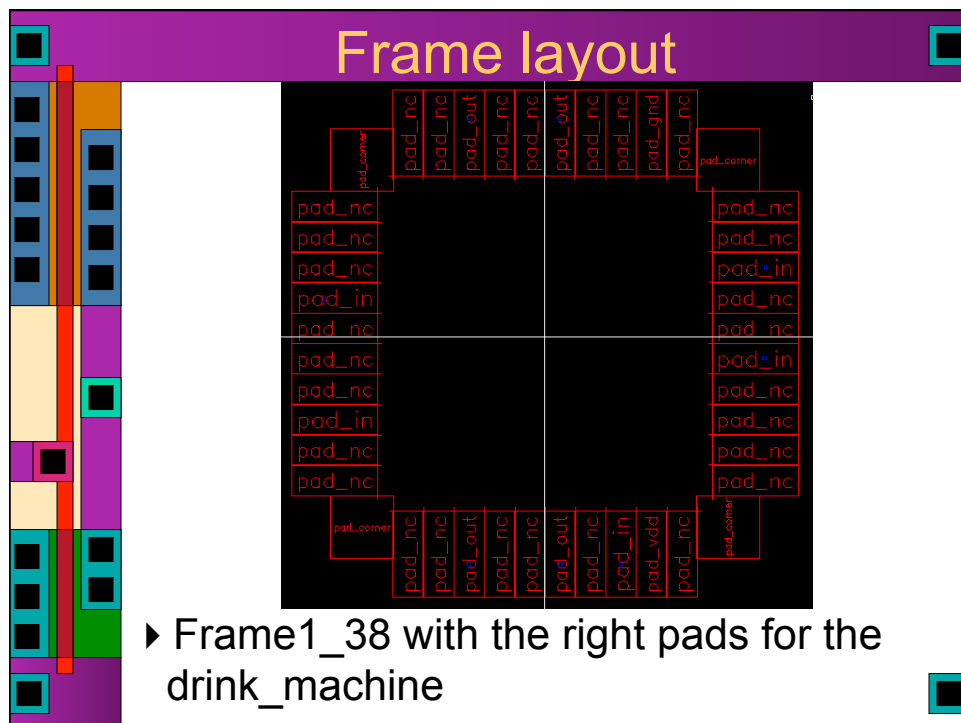 Frame layout
pad_nc
pad_nc
pad_out
pad_nc
pad_nc
pad_out
pad_nc
pad_nc
pad_gnd
pad_nc
pad_corner
pad_corner
pad_nc
pad_nc
pad_nc
pad_in
pad_nc
pad_nc
pad_nc
pad_in
pad_nc
pad_nc
pad_nc
pad_nc
pad_in
pad_nc
pad_nc
pad_in
pad_nc
pad_nc
pad_nc
pad_nc
pad_corner
pad_corner
pad_nc
pad_nc
pad_out
pad_nc
pad_nc
pad_out
pad_nc
pad_in
pad_vdd
pad_nc
Frame1_38 with the right pads for the
drink_machine